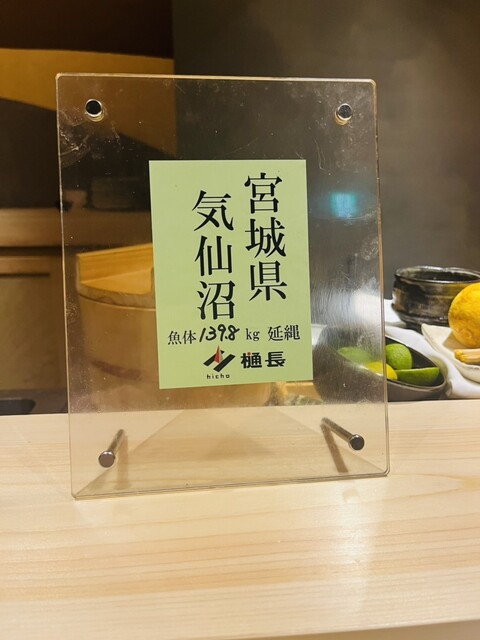 宮城県
気仙沼
魚体139.8kg 延縄
樋長
hicho